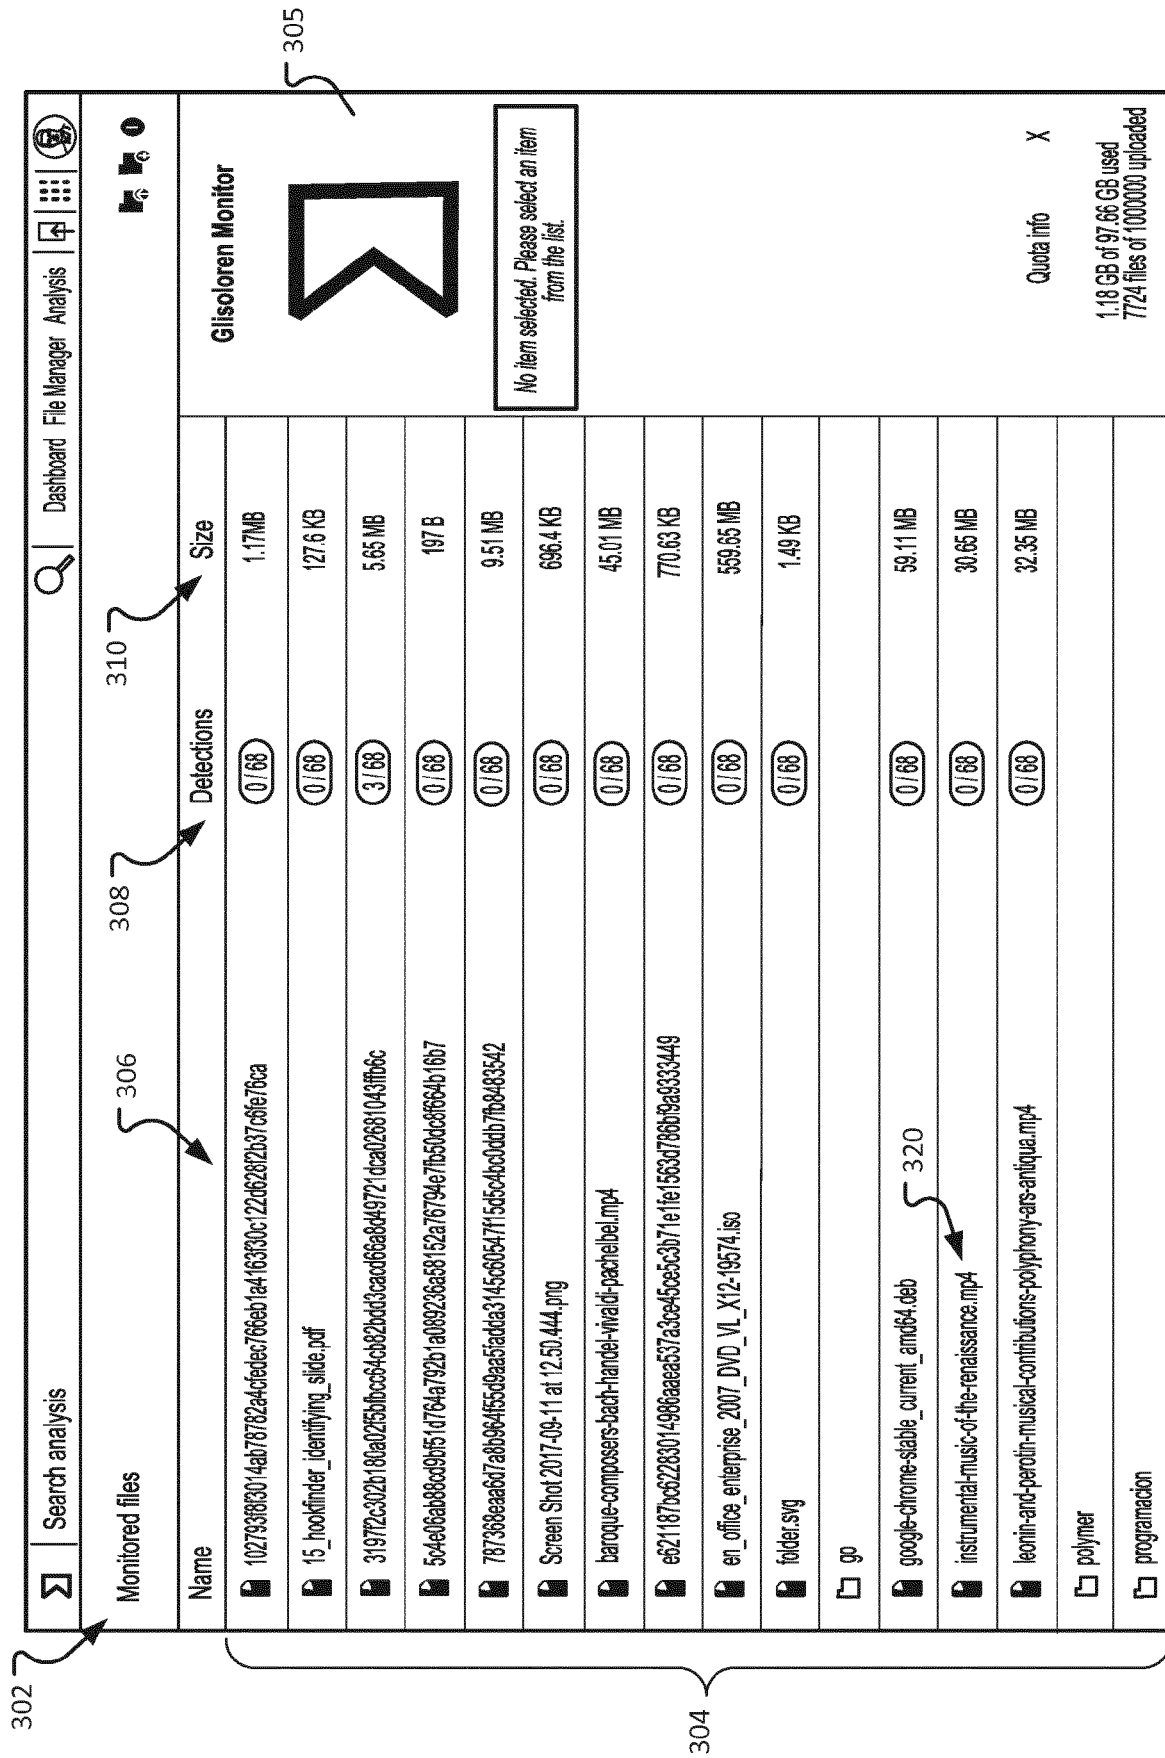 302
Search analysis
Dashboard File Manager Analysis
Monitored files
306
308
310
305
Name Detections Size
Glisoloren Monitor
102793f8f3014ab78782a4cfedec766eb1a4163f30c122d628f2b37c6fe76ca 0 / 68 1.17MB
15_hookfinder_identifying_slide.pdf 0 / 68 127.6 KB
3197f2c302b180a02f5bfbcc64cb82bdd3cacd66a8d49721dca02681043ffb6c 3 / 68 5.65 MB
5c4e06ab88cd9bf51d764a792b1a089236a58152a76794e7fb50dc8f664b16b7 0 / 68 197 B
787368eaa6d7a8b964f55d9aa5fadda3145c60547f15d5c4bc0ddb7fb8483542 0 / 68 9.51 MB
No item selected. Please select an item
from the list.
Screen Shot 2017-09-11 at 12.50.444.png 0 / 68 696.4 KB
baroque-composers-bach-handel-vivaldi-pachelbel.mp4 0 / 68 45.01 MB
e621187bc62283014986aaea537a3ce45ce5c3b71e1fe1563d786bf9a9333449 0 / 68 770.63 KB
en_office_enterprise_2007_DVD_VL_X12-19574.iso 0 / 68 559.65 MB
folder.svg 0 / 68 1.49 KB
go
google-chrome-stable_current_amd64.deb 0 / 68 59.11 MB
320
instrumental-music-of-the-renaissance.mp4 0 / 68 30.65 MB
leonin-and-perotin-musical-contributions-polyphony-ars-antiqua.mp4 0 / 68 32.35 MB
polymer
programacion
Quota info X
1.18 GB of 97.66 GB used
7724 files of 1000000 uploaded
304